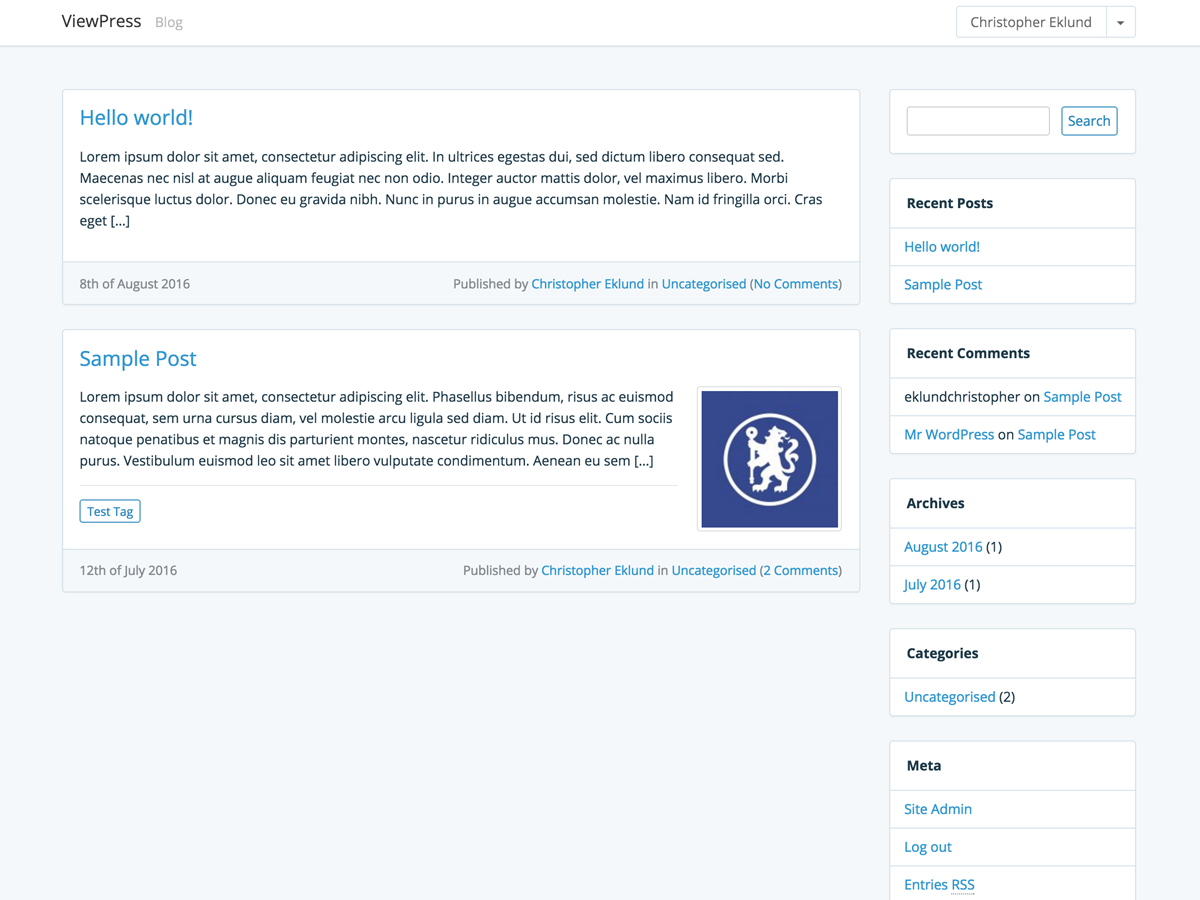 ViewPress Blog
Christopher Eklund
Hello world!
Lorem ipsum dolor sit amet, consectetur adipiscing elit. In ultrices egestas dui, sed dictum libero consequat sed.
Maecenas nec nisl at augue aliquam feugiat nec non odio. Integer auctor mattis dolor, vel maximus libero. Morbi
scelerisque luctus dolor. Donec eu gravida nibh. Nunc in purus in augue accumsan molestie. Nam id fringilla orci. Cras
eget [...]
8th of August 2016
Published by Christopher Eklund in Uncategorised (No Comments)
Sample Post
Lorem ipsum dolor sit amet, consectetur adipiscing elit. Phasellus bibendum, risus ac euismod
consequat, sem urna cursus diam, vel molestie arcu ligula sed diam. Ut id risus elit. Cum sociis
natoque penatibus et magnis dis parturient montes, nascetur ridiculus mus. Donec ac nulla
purus. Vestibulum euismod leo sit amet libero vulputate condimentum. Aenean eu sem [...]
Test Tag
12th of July 2016
Published by Christopher Eklund in Uncategorised (2 Comments)
Search
Recent Posts
Hello world!
Sample Post
Recent Comments
eklundchristopher on Sample Post
Mr WordPress on Sample Post
Archives
August 2016 (1)
July 2016 (1)
Categories
Uncategorised (2)
Meta
Site Admin
Log out
Entries RSS